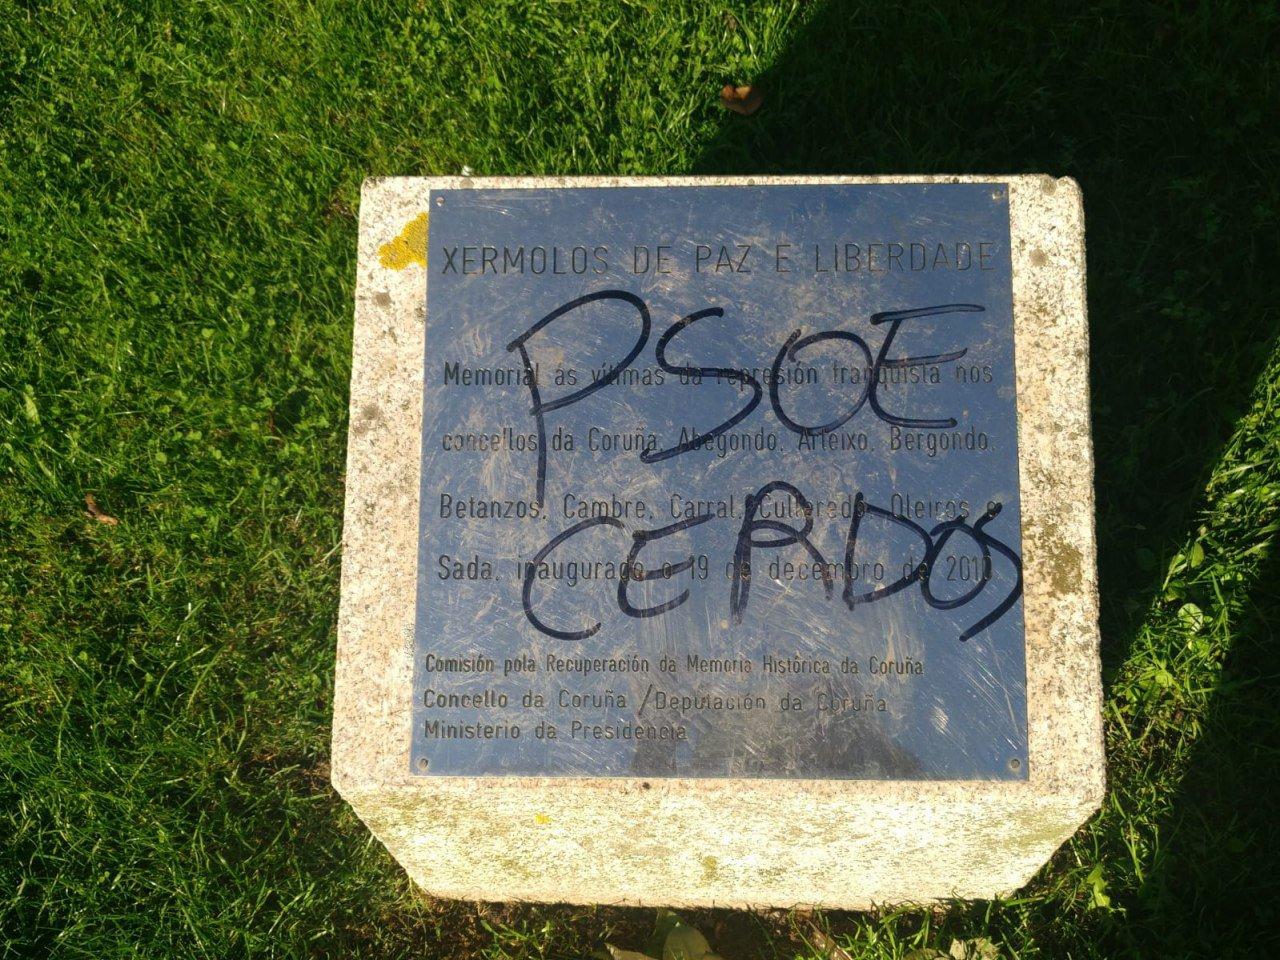 XERMOLOS DE PAZ E LIBERDADE
PSOE
Memorial ás vítimas da represión franquista nos
concellos da Coruña, Abegondo, Arteixo, Bergondo,
Betanzos, Cambre, Carral, Culleredo, Oleiros e
CERDOS
Sada, inaugurado o 19 de decembro de
Comisión pola Recuperación da Memoria Histórica da Coruña
Concello da Coruña / Deputación da Coruña
Ministerio da Presidencia